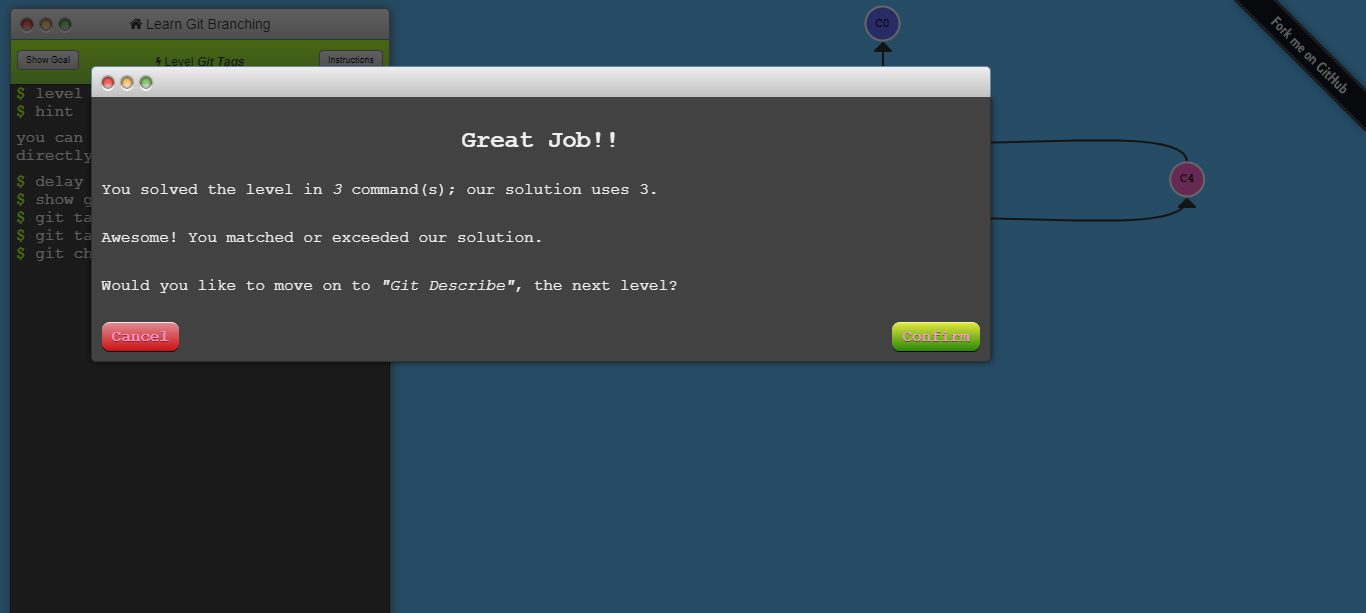 Learn Git Branching
Show Goal
Level Git Tags
Instructions
$ level
$ hint
you can
directly
$ delay
$ show g
$ git ta
$ git ta
$ git ch
Great Job!!
You solved the level in 3 command(s); our solution uses 3.
Awesome! You matched or exceeded our solution.
Would you like to move on to "Git Describe", the next level?
Cancel
Confirm
C0
C4
Fork me on GitHub